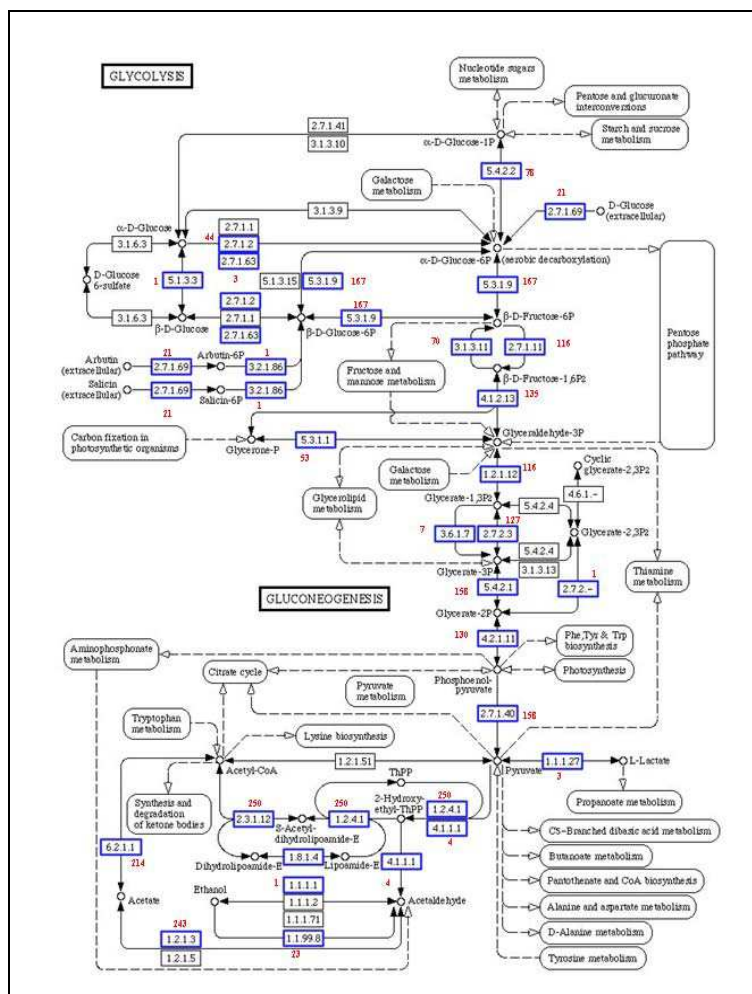 GLYCOLYSIS
Nucleotide sugars
metabolism
Pentose and glucuronate
interconversions
Starch and sucrose
metabolism
2.7.1.41
3.1.3.10
α-D-Glucose-1P
5.4.2.2
78
Galactose
metabolism
21
2.7.1.69
D-Glucose
(extracellular)
3.1.3.9
α-D-Glucose
3.1.6.3
44
2.7.1.1
2.7.1.2
2.7.1.63
α-D-Glucose-6P
(aerobic decarboxylation)
D-Glucose
6-sulfate
1
5.1.3.3
3
5.1.3.15
5.3.1.9
167
5.3.1.9
167
2.7.1.2
2.7.1.1
2.7.1.63
3.1.6.3
β-D-Glucose
167
5.3.1.9
β-D-Glucose-6P
β-D-Fructose-6P
Pentose
phosphate
pathway
70
3.1.3.11
2.7.1.11
116
Arbutin
(extracellular)
21
2.7.1.69
Arbutin-6P
1
3.2.1.86
Salicin
(extracellular)
2.7.1.69
Salicin-6P
3.2.1.86
21
Fructose and
mannose metabolism
β-D-Fructose-1,6P2
4.1.2.13
135
1
Carbon fixation in
photosynthetic organisms
Glycerone-P
5.3.1.1
53
Glyceraldehyde-3P
Galactose
metabolism
1.2.1.12
116
Cyclic
glycerate-2,3P2
4.6.1.-
Glycerolipid
metabolism
Glycerate-1,3P2
5.4.2.4
7
3.6.1.7
127
2.7.2.3
Glycerate-2,3P2
5.4.2.4
3.1.3.13
Glycerate-3P
1
2.7.2.-
Thiamine
metabolism
158
5.4.2.1
GLUCONEOGENESIS
Glycerate-2P
130
4.2.1.11
Phe,Tyr & Trp
biosynthesis
Photosynthesis
Aminophosphonate
metabolism
Citrate cycle
Pyruvate
metabolism
Phosphoenol-
pyruvate
2.7.1.40
158
Tryptophan
metabolism
Lysine biosynthesis
Acetyl-CoA
1.2.1.51
Pyruvate
1.1.1.27
3
L-Lactate
Propanoate metabolism
Synthesis and
degradation
of ketone bodies
ThPP
2-Hydroxy-
ethyl-ThPP
250
2.3.1.12
250
1.2.4.1
250
1.2.4.1
4.1.1.1
4
S-Acetyl-
dihydrolipoamide-E
Dihydrolipoamide-E
1.8.1.4
Lipoamide-E
4.1.1.1
4
6.2.1.1
214
C5-Branched dibasic acid metabolism
Butanoate metabolism
Pantothenate and CoA biosynthesis
Alanine and aspartate metabolism
D-Alanine metabolism
Tyrosine metabolism
Ethanol
1
1.1.1.1
1.1.1.2
1.1.1.71
Acetaldehyde
1.1.99.8
23
Acetate
243
1.2.1.3
1.2.1.5